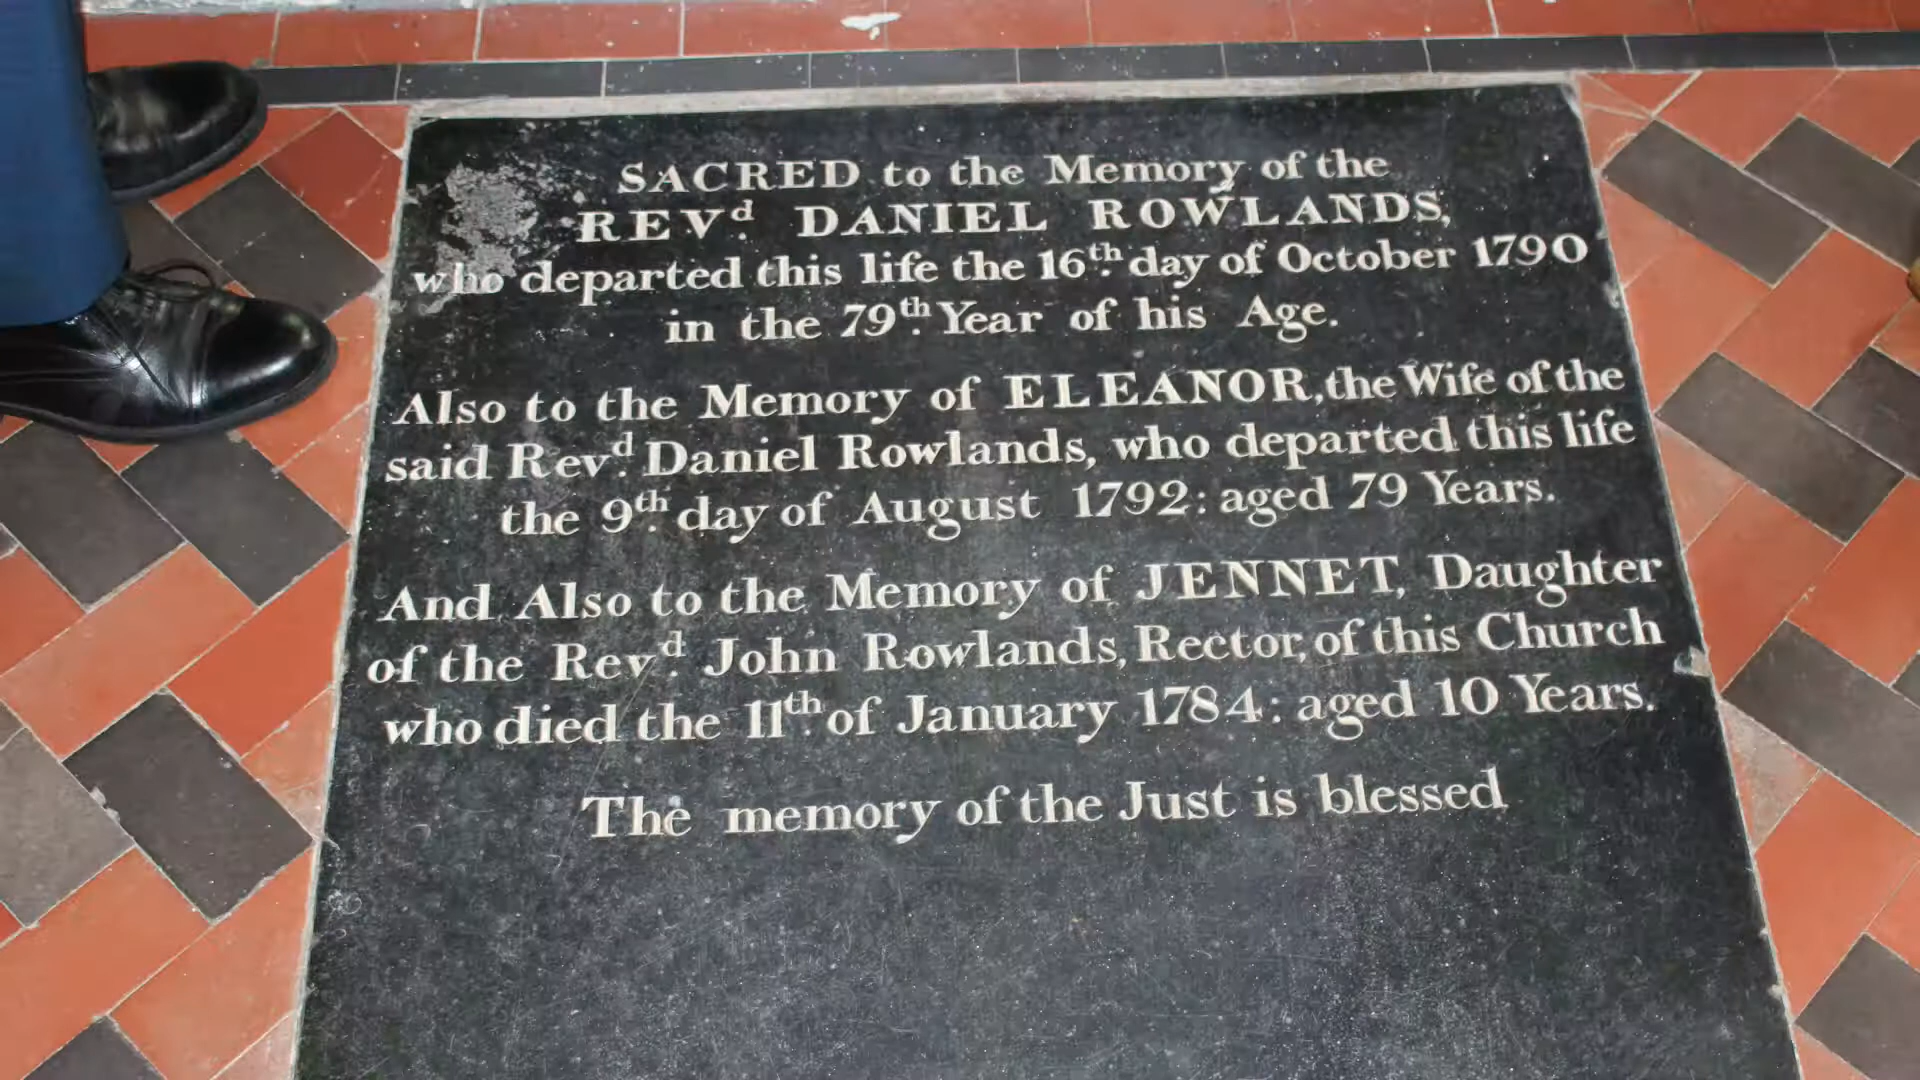 SACRED to the Memory of the
REVd. DANIEL ROWLANDS,
who departed this life the 16th. day of October 1790
in the 79th. Year of his Age.
Also to the Memory of ELEANOR, the Wife of the
said Revd. Daniel Rowlands, who departed this life
the 9th. day of August 1792: aged 79 Years.
And Also to the Memory of JENNET, Daughter
of the Revd. John Rowlands, Rector, of this Church
who died the 11th. of January 1784: aged 10 Years.
The memory of the Just is blessed